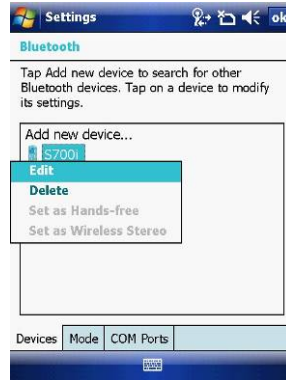 Settings
ok
Bluetooth
Tap Add new device to search for other
Bluetooth devices. Tap on a device to modify
its settings.
Add new device...
S700i
Edit
Delete
Set as Hands-free
Set as Wireless Stereo
Devices Mode COM Ports